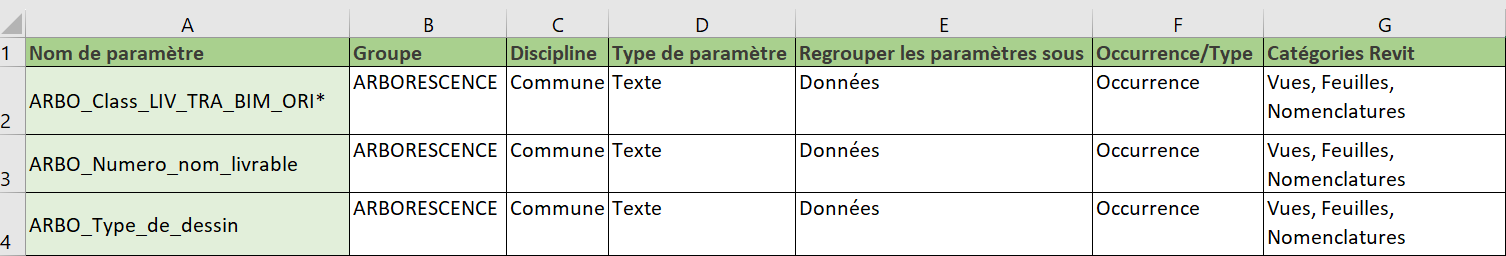 A B C D E F G
1 Nom de paramètre Groupe Discipline Type de paramètre Regrouper les paramètres sous Occurrence/Type Catégories Revit
2 ARBO_Class_LIV_TRA_BIM_ORI* ARBORESCENCE Commune Texte Données Occurrence Vues, Feuilles,
Nomenclatures
3 ARBO_Numero_nom_livrable ARBORESCENCE Commune Texte Données Occurrence Vues, Feuilles,
Nomenclatures
4 ARBO_Type_de_dessin ARBORESCENCE Commune Texte Données Occurrence Vues, Feuilles,
Nomenclatures